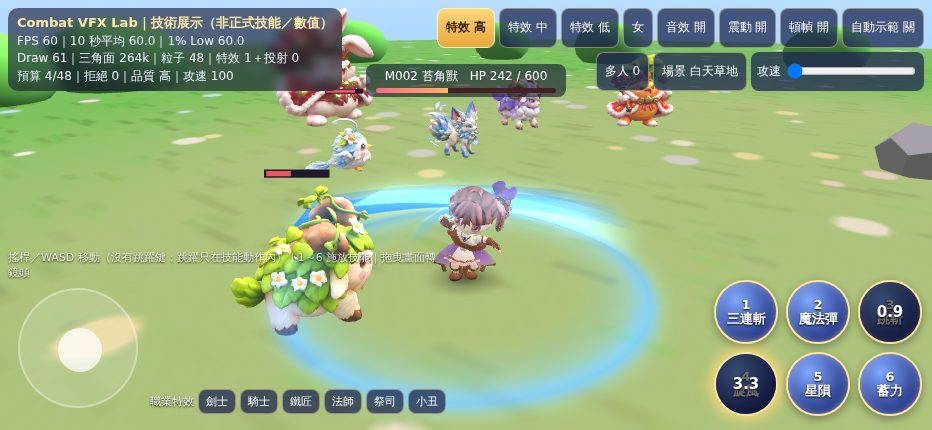 Combat VFX Lab｜技術展示（非正式技能／數值）
FPS 60｜10 秒平均 60.0｜1% Low 60.0
Draw 61｜三角面 264k｜粒子 48｜特效 1＋投射 0
預算 4/48｜拒絕 0｜品質 高｜攻速 100
特效 高
特效 中
特效 低
女
音效 開
震動 開
頓幀 開
自動示範 關
M002 苔角獸 HP 242 / 600
多人 0
場景 白天草地
攻速
搖桿／WASD 移動（沒有跳躍鍵；跳躍只在技能動作內）｜1～6 施放技能｜拖曳畫面轉
鏡頭
1
三連斬
2
魔法彈
3
跳斬
0.9
4
旋風
3.3
5
星隕
6
蓄力
職業特效
劍士
騎士
鐵匠
法師
祭司
小丑